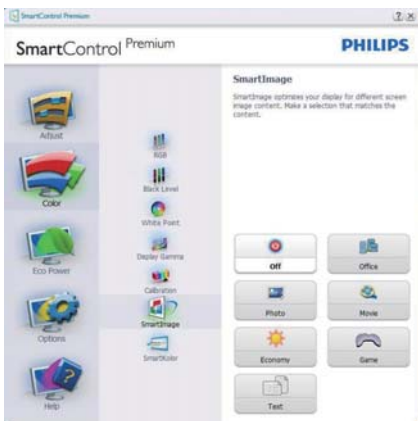 SmartControl Premium
SmartControl Premium
PHILIPS
SmartImage
SmartImage optimizes your display for different screen
image content. Make a selection that matches the
content.
Adjust
Color
Eco Power
Options
Help
RGB
Black Level
White Point
Display Gamma
Calibration
SmartImage
SmartKolor
Off
Office
Photo
Movie
Economy
Game
Text